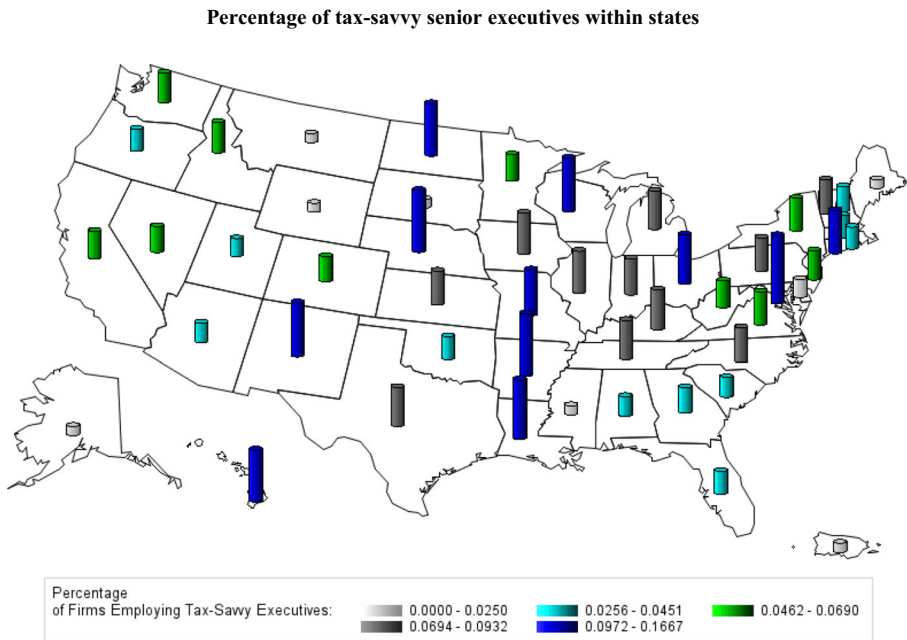 Percentage of tax-savvy senior executives within states
Percentage
of Firms Employing Tax-Savvy Executives:
0.0000 - 0.0250
0.0256 - 0.0451
0.0462 - 0.0690
0.0694 - 0.0932
0.0972 - 0.1667